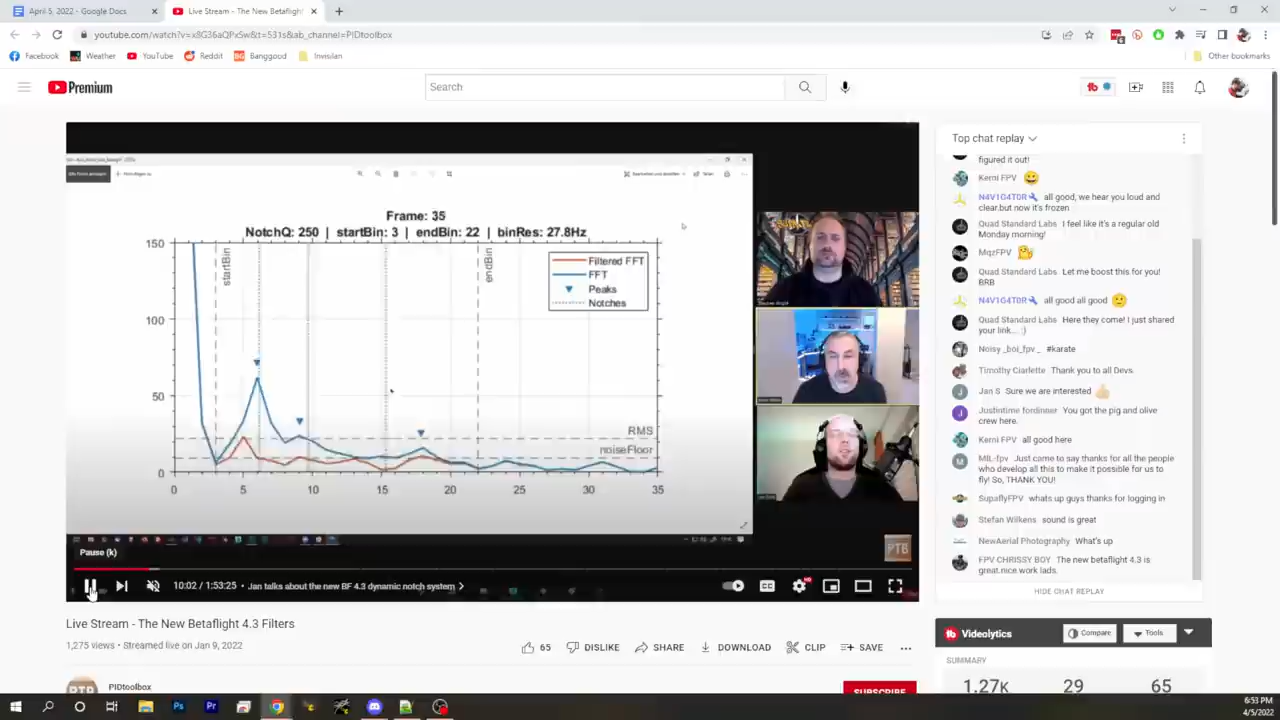 April 5, 2022 - Google Docs
Live Stream - The New Betaflight
youtube.com/watch?v=x8G36aQPxSw&t=531s&ab_channel=PIDtoolbox
Facebook
Weather
YouTube
Reddit
Banggood
Invisilan
Other bookmarks
Premium
Search
Frame: 35
NotchQ: 250 | startBin: 3 | endBin: 22 | binRes: 27.8Hz
150
100
50
0
startBin
endBin
Filtered FFT
FFT
Peaks
Notches
RMS
noiseFloor
0 5 10 15 20 25 30 35
PTB
Pause (k)
10:02 / 1:53:25 • Jan talks about the new BF 4.3 dynamic notch system
CC
Live Stream - The New Betaflight 4.3 Filters
1,275 views • Streamed live on Jan 9, 2022
65
DISLIKE
SHARE
DOWNLOAD
CLIP
SAVE
PIDtoolbox
SUBSCRIBE
Top chat replay
figured it out!
Kerni FPV
N4V1G4T0R all good, we hear you loud and
clear.but now it's frozen
Quad Standard Labs I feel like it's a regular old
Monday morning!
MqzFPV
Quad Standard Labs Let me boost this for you!
BRB
N4V1G4T0R all good all good
Quad Standard Labs Here they come! I just shared
your link... :)
Noisy _boi_fpv _ #karate
Timothy Ciarlette Thank you to all Devs
Jan S Sure we are interested
Justintime fordinner You got the pig and olive
crew here.
Kerni FPV all good here
MIL-fpv Just came to say thanks for all the people
who develop all this to make it possible for us to
fly! So, THANK YOU!
SupaflyFPV whats up guys thanks for logging in
Stefan Wilkens sound is great
NewAerial Photography What's up
FPV CHRISSY BOY The new betaflight 4.3 is
great.nice work lads.
HIDE CHAT REPLAY
Videolytics
Compare
Tools
SUMMARY
1.27K 29 65
6:53 PM
4/5/2022